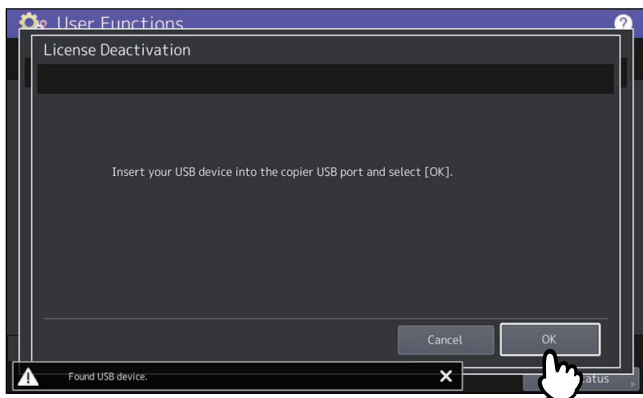 User Functions
?
License Deactivation
Insert your USB device into the copier USB port and select [OK].
Cancel
OK
Found USB device.